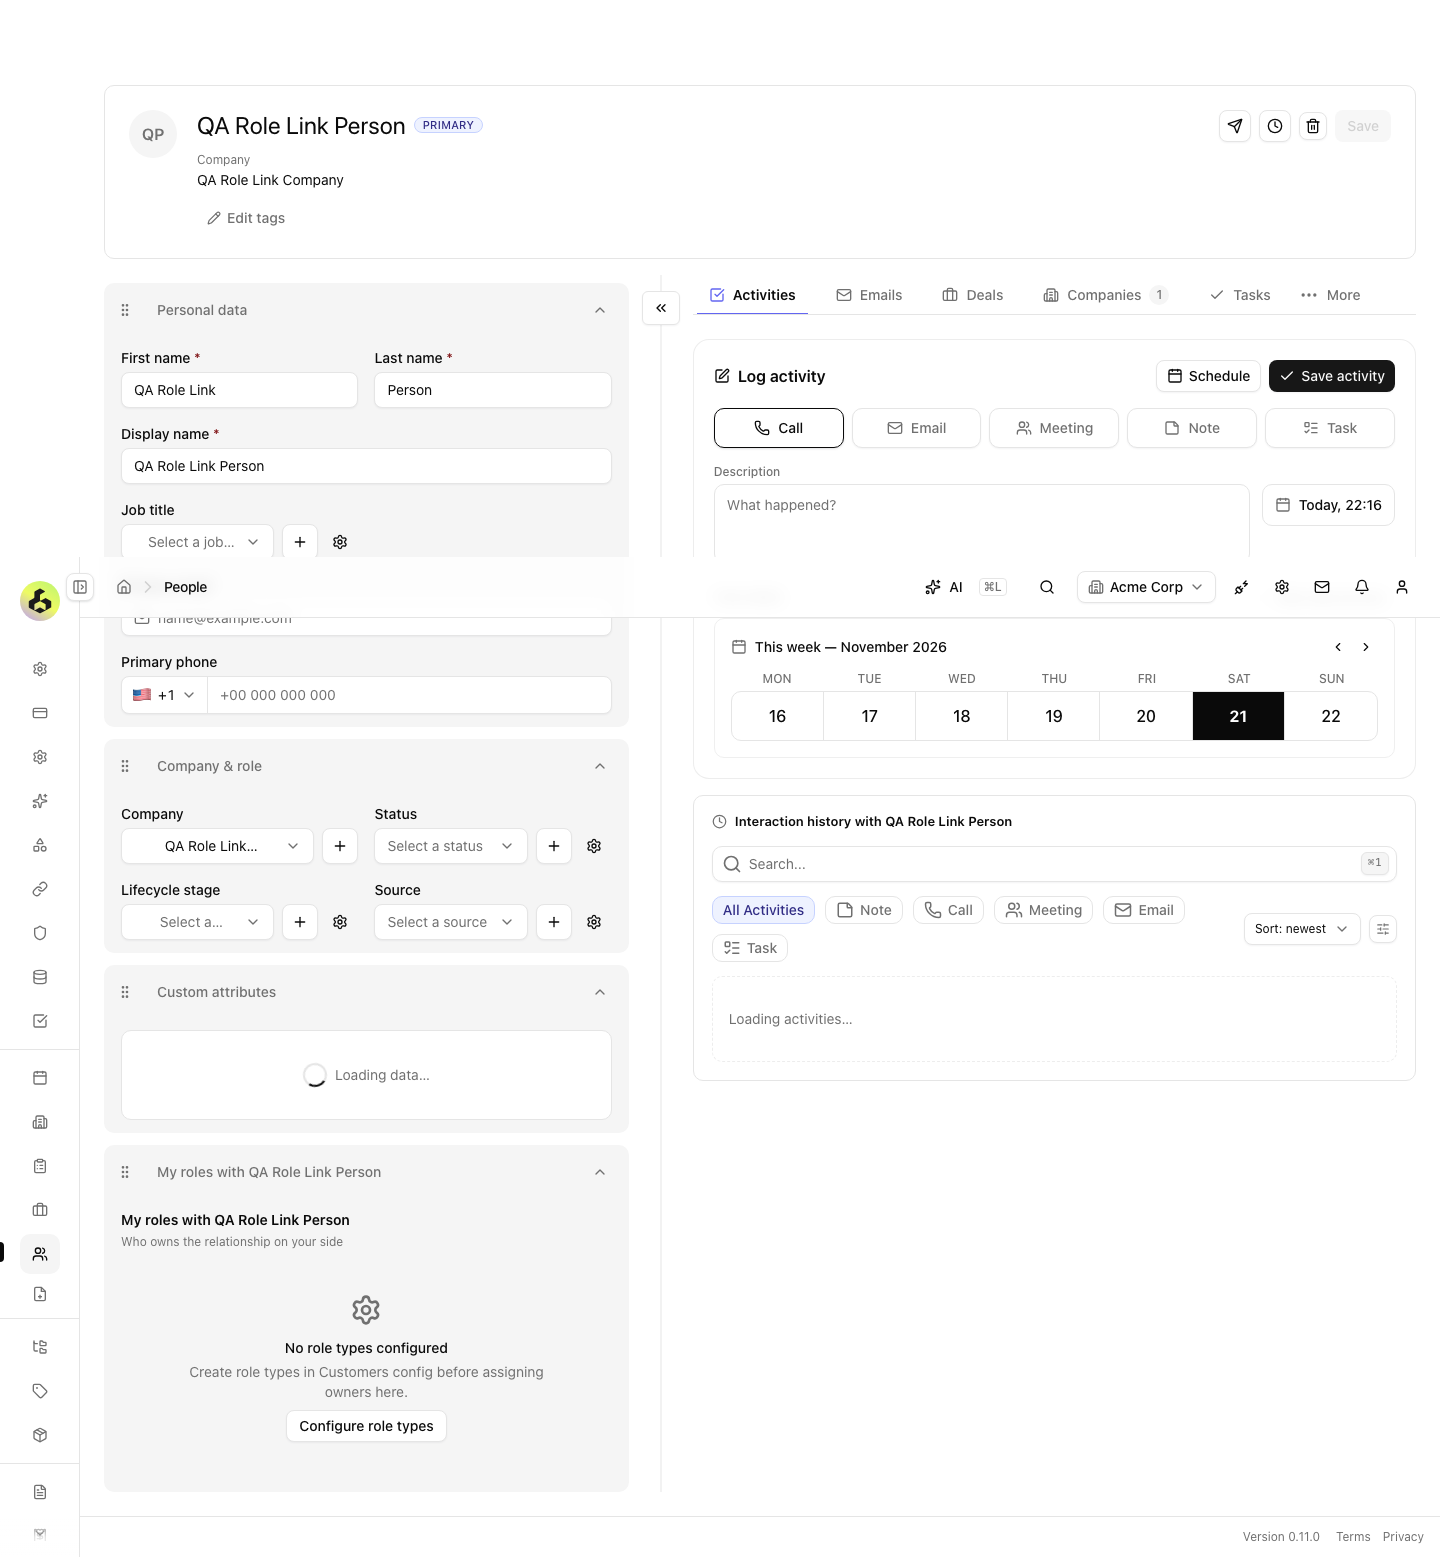 QP
QA Role Link Person
PRIMARY
Save
Company
QA Role Link Company
Edit tags
Personal data
First name *
Last name *
QA Role Link
Person
Display name *
QA Role Link Person
Job title
Select a job...
Activities
Emails
Deals
Companies
1
Tasks
More
Log activity
Schedule
Save activity
Call
Email
Meeting
Note
Task
Description
What happened?
Today, 22:16
People
AI
⌘L
Acme Corp
name@example.com
Primary phone
+1
+00 000 000 000
This week — November 2026
MON
TUE
WED
THU
FRI
SAT
SUN
16
17
18
19
20
21
22
Company & role
Company
Status
QA Role Link...
Select a status
Lifecycle stage
Source
Select a...
Select a source
Interaction history with QA Role Link Person
Search...
⌘1
All Activities
Note
Call
Meeting
Email
Task
Sort: newest
Loading activities...
Custom attributes
Loading data...
My roles with QA Role Link Person
My roles with QA Role Link Person
Who owns the relationship on your side
No role types configured
Create role types in Customers config before assigning
owners here.
Configure role types
Version 0.11.0
Terms
Privacy